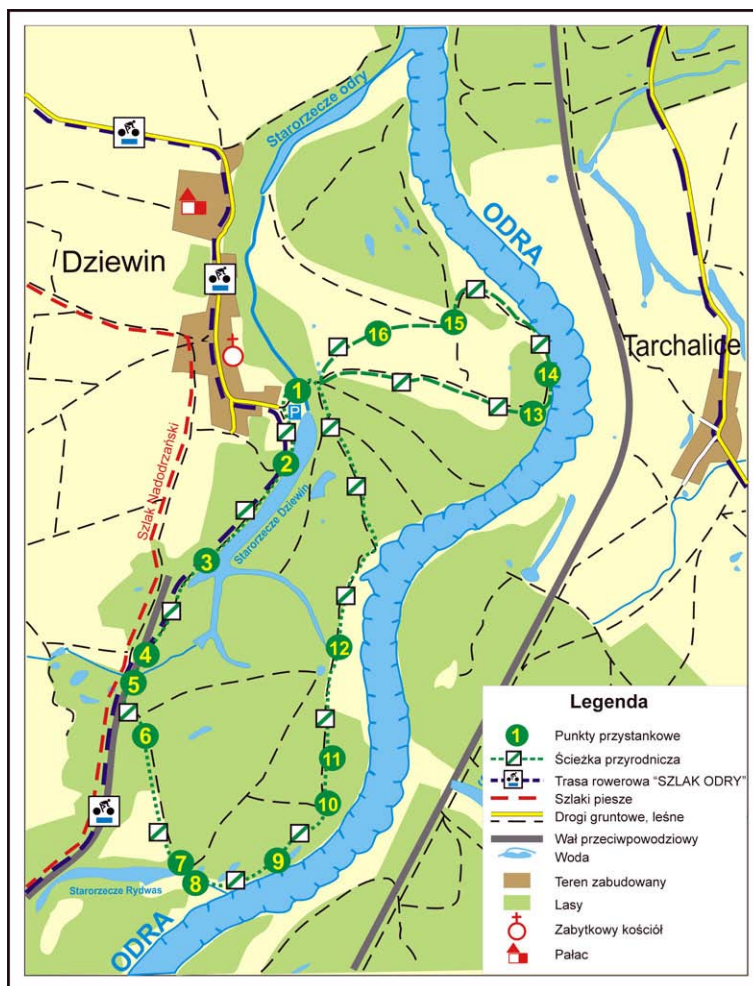 Starorzecze odry
ODRA
Dziewin
Tarchalice
Szlak Nadodrzański
Starorzecze Dziewin
Starorzecze Rydwas
ODRA
P
1
2
3
4
5
6
7
8
9
10
11
12
13
14
15
16
Legenda
1 Punkty przystankowe
Ścieżka przyrodnicza
Trasa rowerowa "SZLAK ODRY"
Szlaki piesze
Drogi gruntowe, leśne
Wał przeciwpowodziowy
Woda
Teren zabudowany
Lasy
Zabytkowy kościół
Pałac